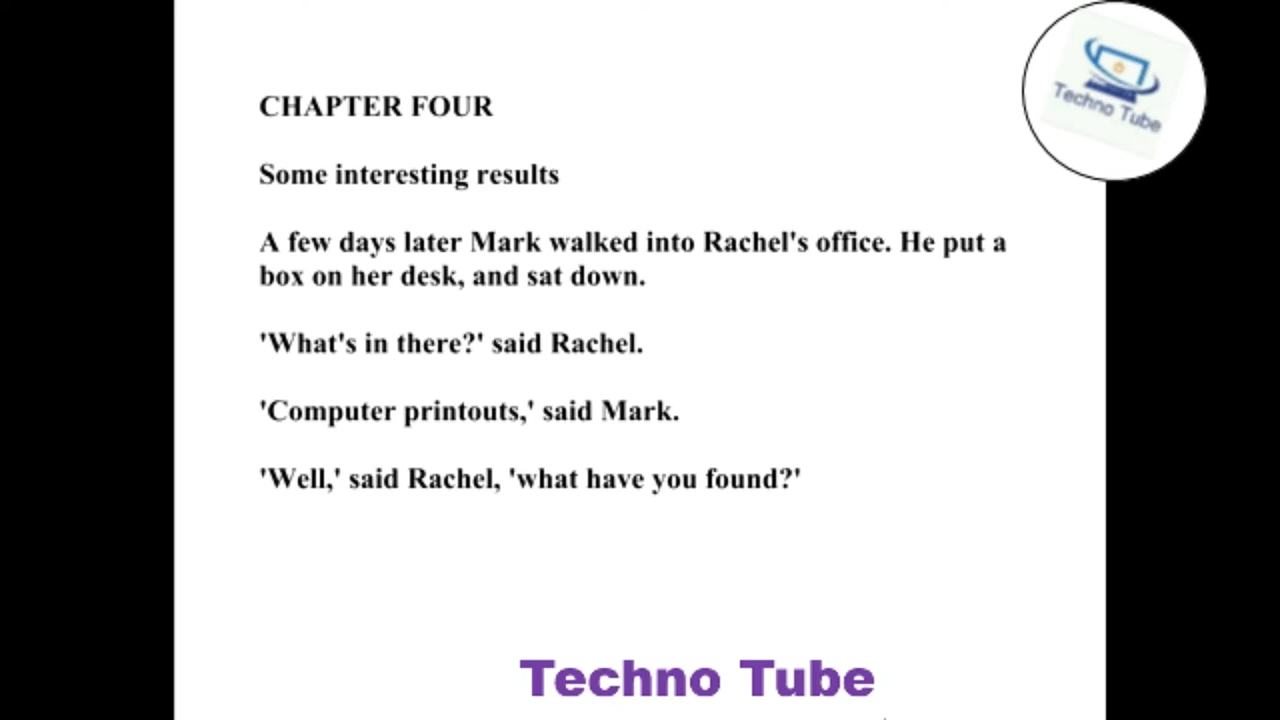 Techno Tube
CHAPTER FOUR
Some interesting results
A few days later Mark walked into Rachel's office. He put a
box on her desk, and sat down.
'What's in there?' said Rachel.
'Computer printouts,' said Mark.
'Well,' said Rachel, 'what have you found?'
Techno Tube